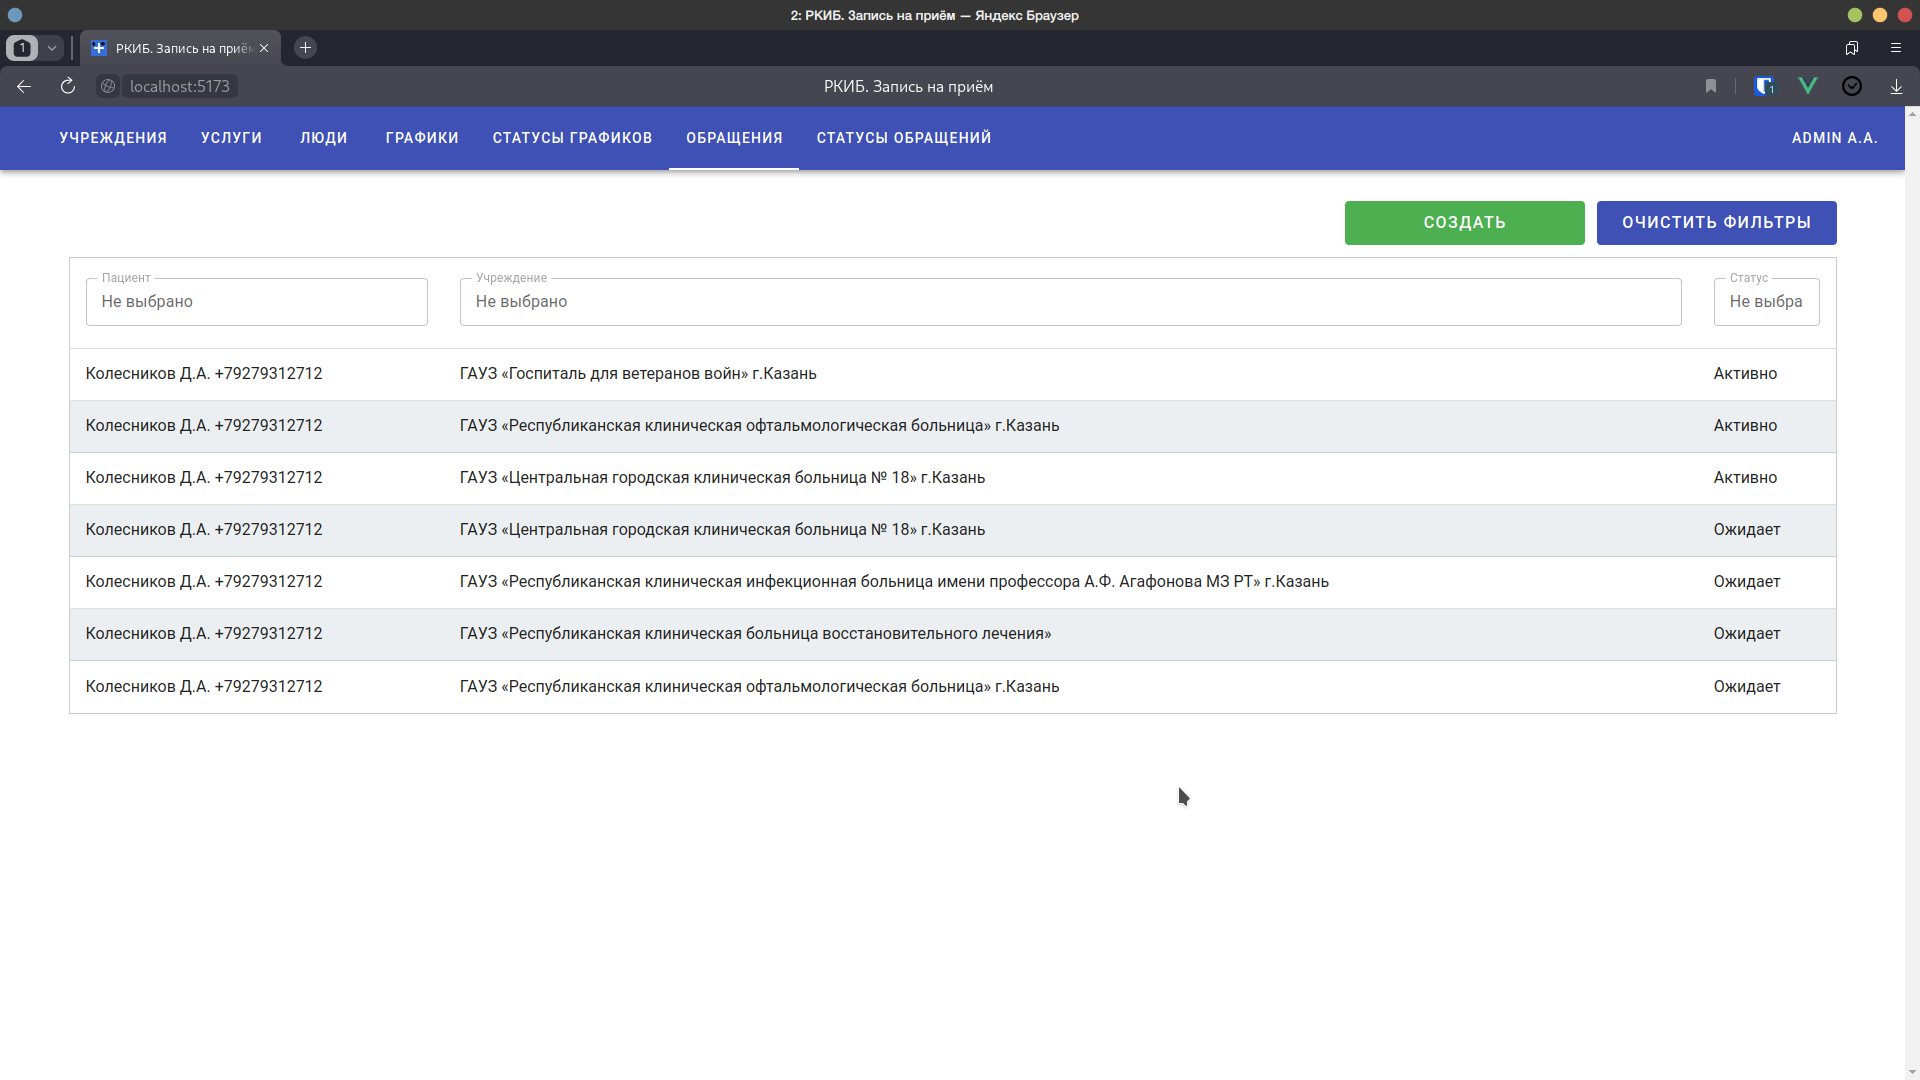 2: РКИБ. Запись на приём — Яндекс Браузер
1 РКИБ. Запись на приём
localhost:5173 РКИБ. Запись на приём 1
УЧРЕЖДЕНИЯ УСЛУГИ ЛЮДИ ГРАФИКИ СТАТУСЫ ГРАФИКОВ ОБРАЩЕНИЯ СТАТУСЫ ОБРАЩЕНИЙ ADMIN A.A.
СОЗДАТЬ ОЧИСТИТЬ ФИЛЬТРЫ
Пациент Учреждение Статус
Не выбрано Не выбрано Не выбра
Колесников Д.А. +79279312712 ГАУЗ «Госпиталь для ветеранов войн» г.Казань Активно
Колесников Д.А. +79279312712 ГАУЗ «Республиканская клиническая офтальмологическая больница» г.Казань Активно
Колесников Д.А. +79279312712 ГАУЗ «Центральная городская клиническая больница № 18» г.Казань Активно
Колесников Д.А. +79279312712 ГАУЗ «Центральная городская клиническая больница № 18» г.Казань Ожидает
Колесников Д.А. +79279312712 ГАУЗ «Республиканская клиническая инфекционная больница имени профессора А.Ф. Агафонова МЗ РТ» г.Казань Ожидает
Колесников Д.А. +79279312712 ГАУЗ «Республиканская клиническая больница восстановительного лечения» Ожидает
Колесников Д.А. +79279312712 ГАУЗ «Республиканская клиническая офтальмологическая больница» г.Казань Ожидает